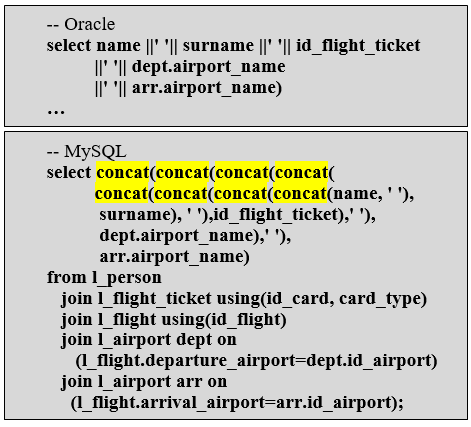 -- Oracle
select name ||' '|| surname ||' '|| id_flight_ticket
||' '|| dept.airport_name
||' '|| arr.airport_name)
…
-- MySQL
select concat(concat(concat(concat(
concat(concat(concat(concat(name, ' '),
surname), ' '),id_flight_ticket),' '),
dept.airport_name),' '),
arr.airport_name)
from l_person
join l_flight_ticket using(id_card, card_type)
join l_flight using(id_flight)
join l_airport dept on
(l_flight.departure_airport=dept.id_airport)
join l_airport arr on
(l_flight.arrival_airport=arr.id_airport);